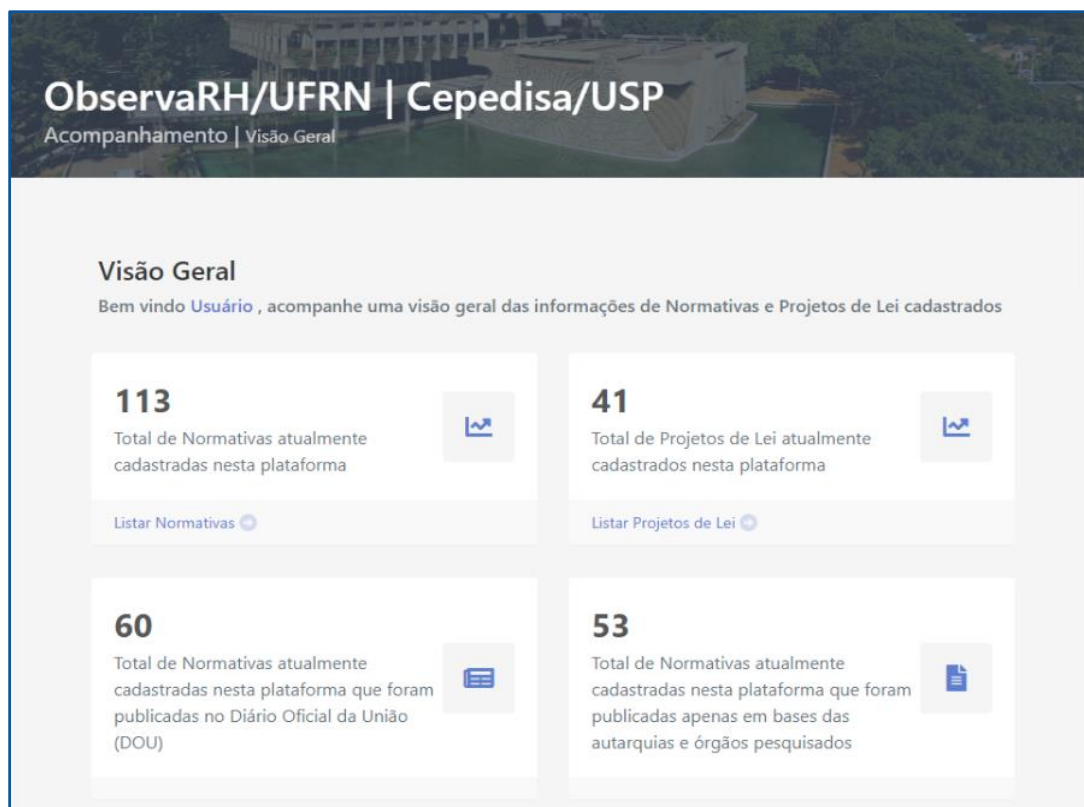 ObservaRH/UFRN | Cepedisa/USP
Acompanhamento | Visão Geral
Visão Geral
Bem vindo Usuário , acompanhe uma visão geral das informações de Normativas e Projetos de Lei cadastrados
113
Total de Normativas atualmente
cadastradas nesta plataforma
Listar Normativas
41
Total de Projetos de Lei atualmente
cadastrados nesta plataforma
Listar Projetos de Lei
60
Total de Normativas atualmente
cadastradas nesta plataforma que foram
publicadas no Diário Oficial da União
(DOU)
53
Total de Normativas atualmente
cadastradas nesta plataforma que foram
publicadas apenas em bases das
autarquias e órgãos pesquisados